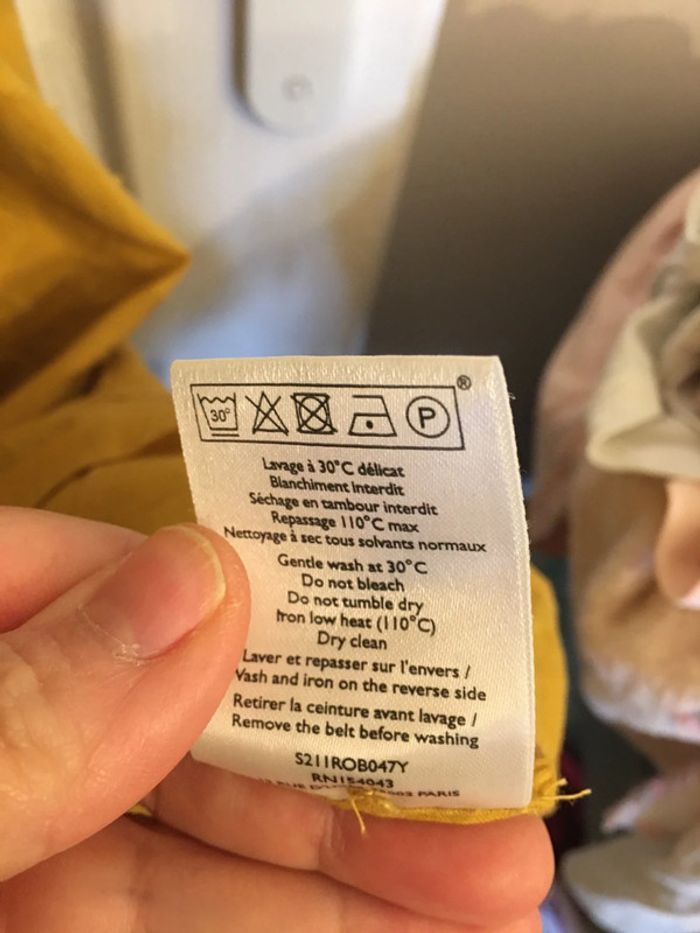 30°
P
®
Lavage à 30°C délicat
Blanchiment Interdit
Séchage en tambour interdit
Repassage 110°C max
Nettoyage à sec tous solvants normaux
Gentle wash at 30°C
Do not bleach
Do not tumble dry
Iron low heat (110°C)
Dry clean
Laver et repasser sur l'envers /
Wash and iron on the reverse side
Retirer la ceinture avant lavage /
Remove the belt before washing
S211ROB047Y
RN154043
RUE PARIS